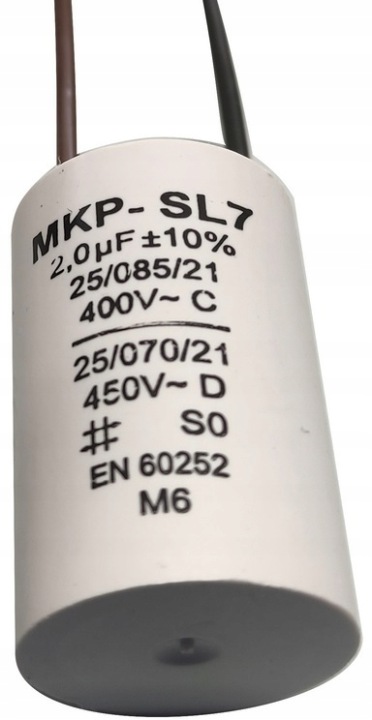 MKP- SL7
2,0µF±10%
25/085/21
400V~ C
25/070/21
450V~ D
# S0
EN 60252
M6